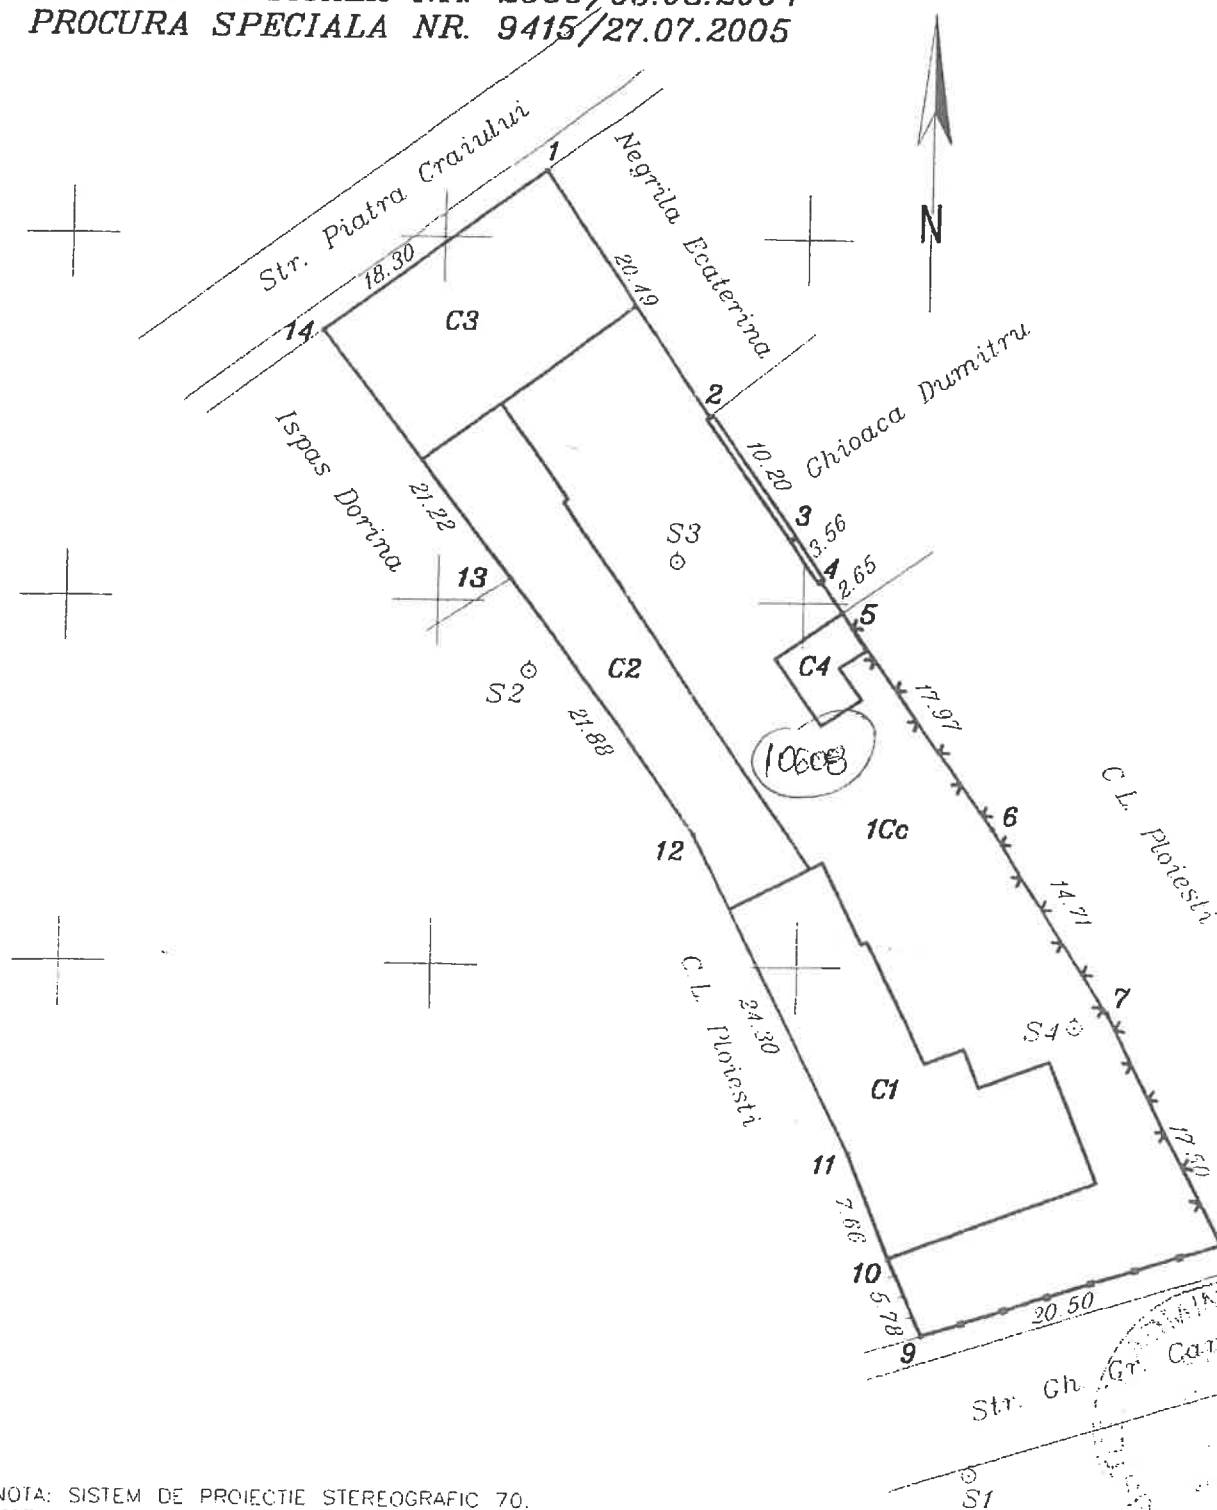 PROCURA SPECIALA NR. 9415/27.07.2005
Str. Piatra Craiului
1
Negrila Ecaterina
N
18.30
20.49
14
C3
Ghioaca Dumitru
2
Ispas Dorina
10.20
21.22
3
3.56
S3
4
2.65
13
5
C2
C4
S2
17.97
21.88
10608
C.L. Ploiesti
6
1Cc
12
14.71
C.L. Ploiesti
7
24.30
S4
C1
17.50
11
7.66
10
5.78
20.50
9
Str. Gh. Gr.
S1
NOTA: SISTEM DE PROIECTIE STEREOGRAFIC 70.